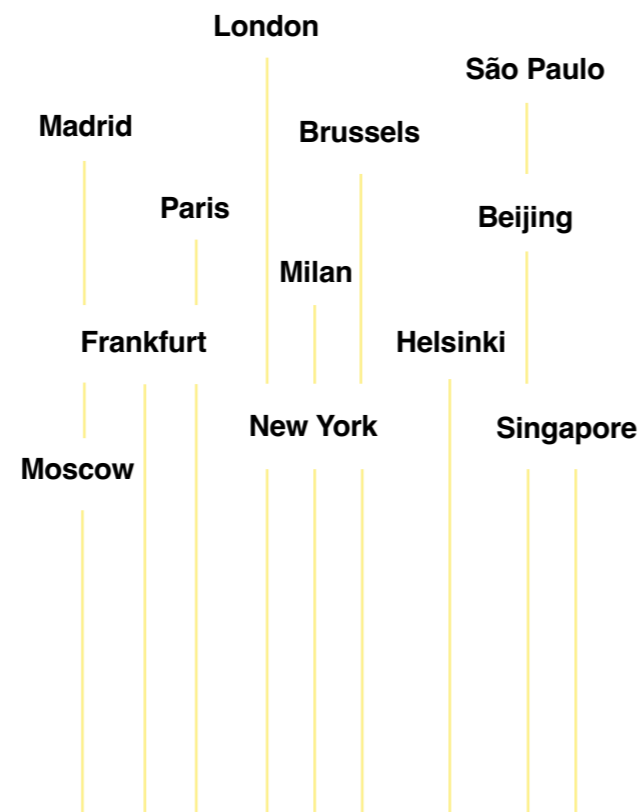 London
São Paulo
Madrid
Brussels
Paris
Beijing
Milan
Frankfurt
Helsinki
New York
Singapore
Moscow